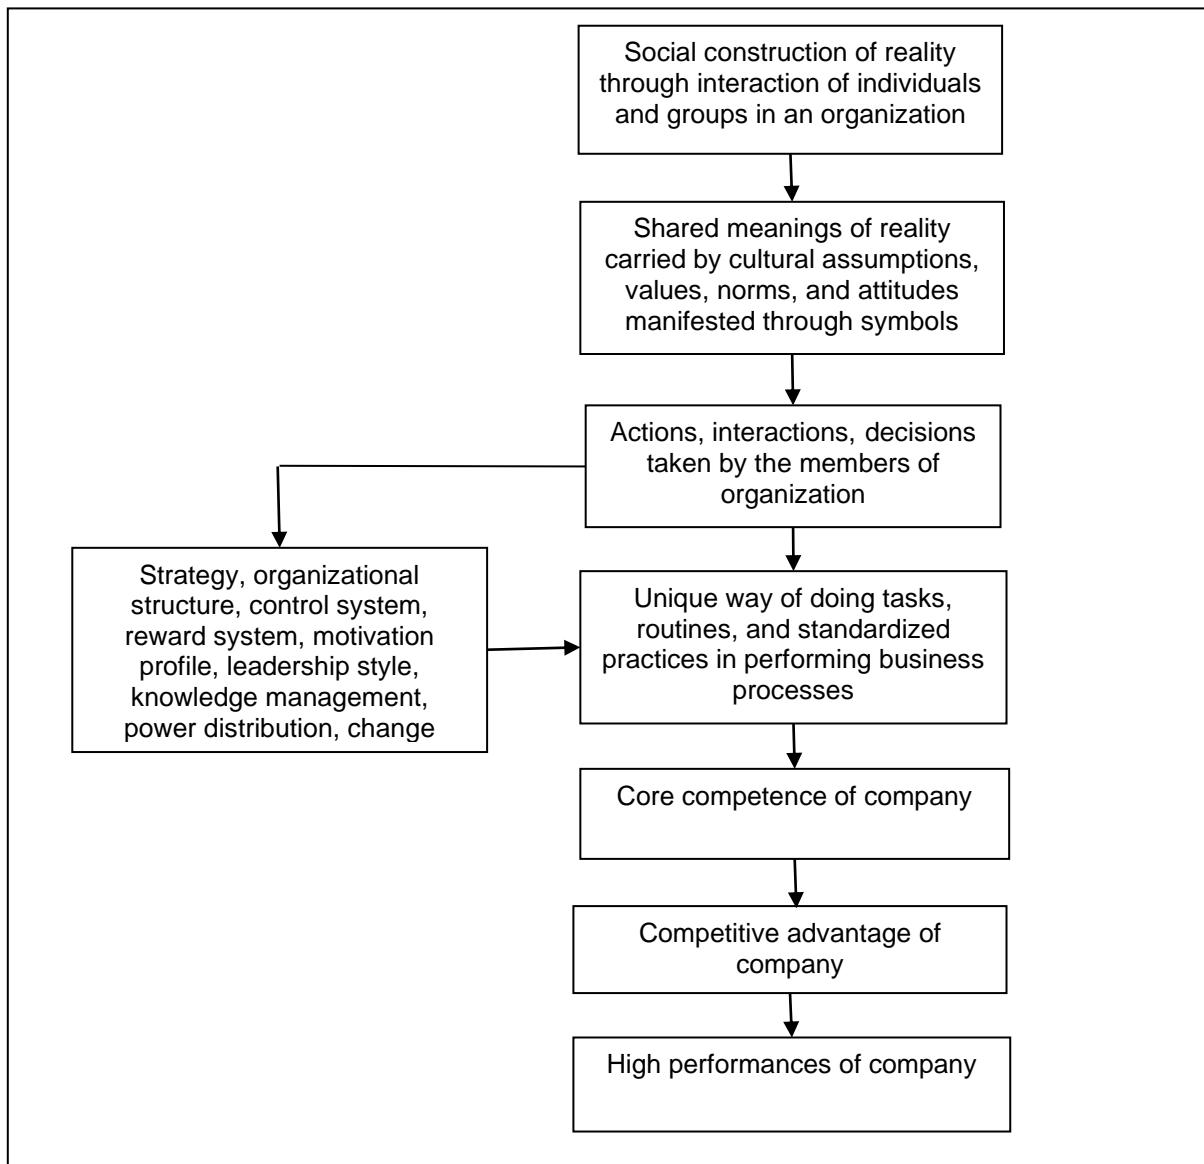 Social construction of reality
through interaction of individuals
and groups in an organization
Shared meanings of reality
carried by cultural assumptions,
values, norms, and attitudes
manifested through symbols
Actions, interactions, decisions
taken by the members of
organization
Strategy, organizational
structure, control system,
reward system, motivation
profile, leadership style,
knowledge management,
power distribution, change
Unique way of doing tasks,
routines, and standardized
practices in performing business
processes
Core competence of company
Competitive advantage of
company
High performances of company